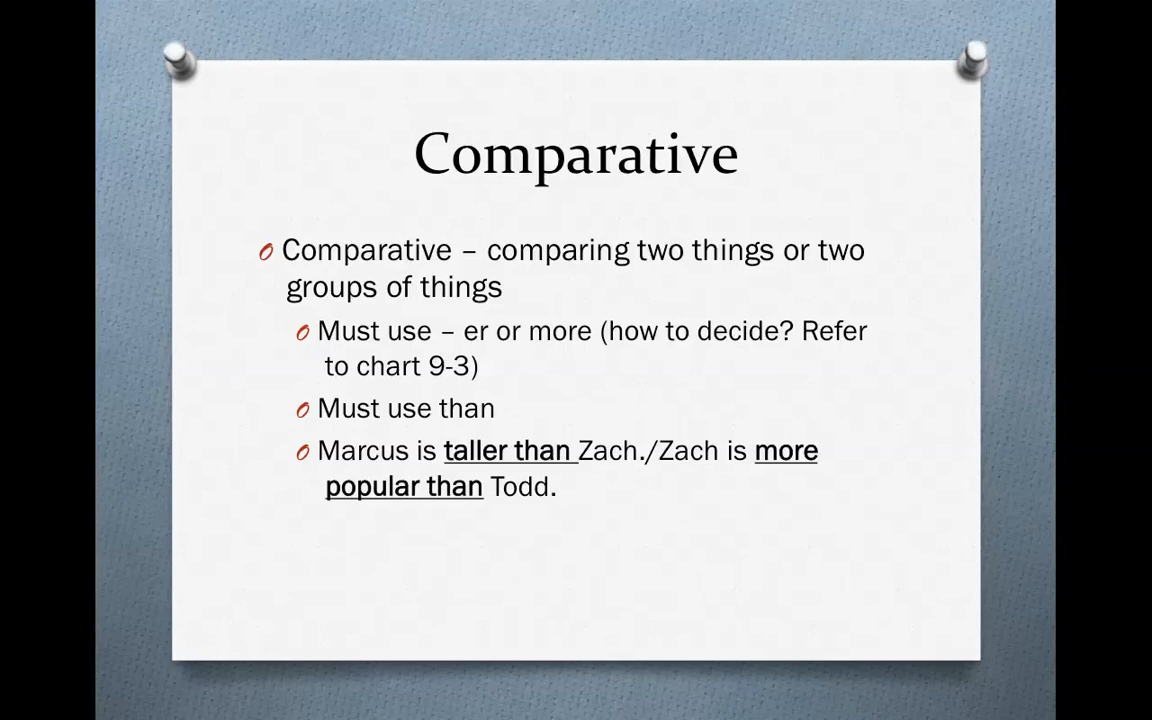 Comparative
Comparative – comparing two things or two
groups of things
Must use – er or more (how to decide? Refer
to chart 9-3)
Must use than
Marcus is taller than Zach./Zach is more
popular than Todd.